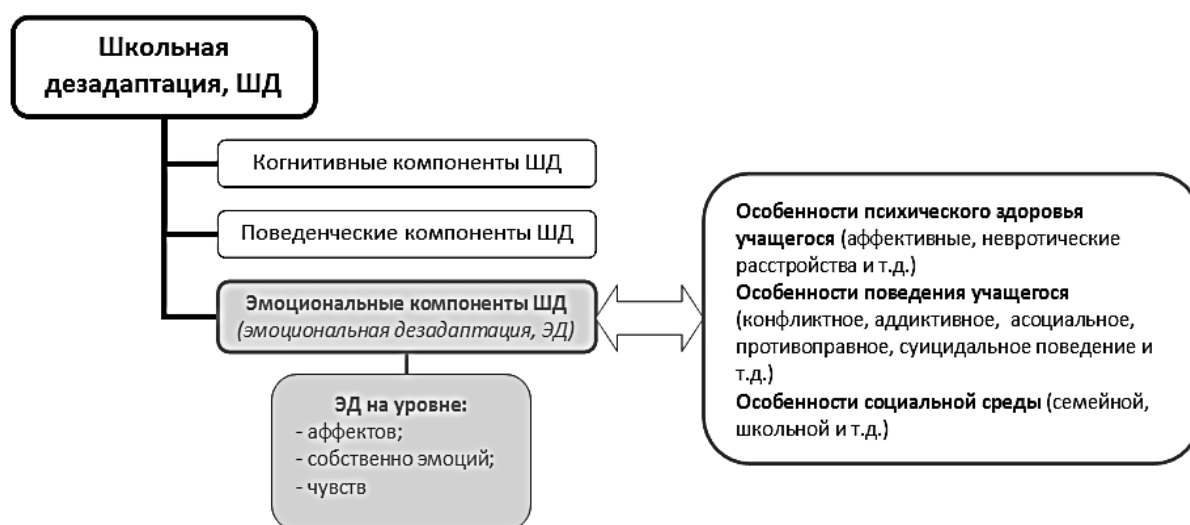 Школьная
дезадаптация, ШД
Когнитивные компоненты ШД
Поведенческие компоненты ШД
Эмоциональные компоненты ШД
(эмоциональная дезадаптация, ЭД)
ЭД на уровне:
- аффектов;
- собственно эмоций;
- чувств
Особенности психического здоровья
учащегося (аффективные, невротические
расстройства и т.д.)
Особенности поведения учащегося
(конфликтное, аддиктивное, асоциальное,
противоправное, суицидальное поведение и
т.д.)
Особенности социальной среды (семейной,
школьной и т.д.)